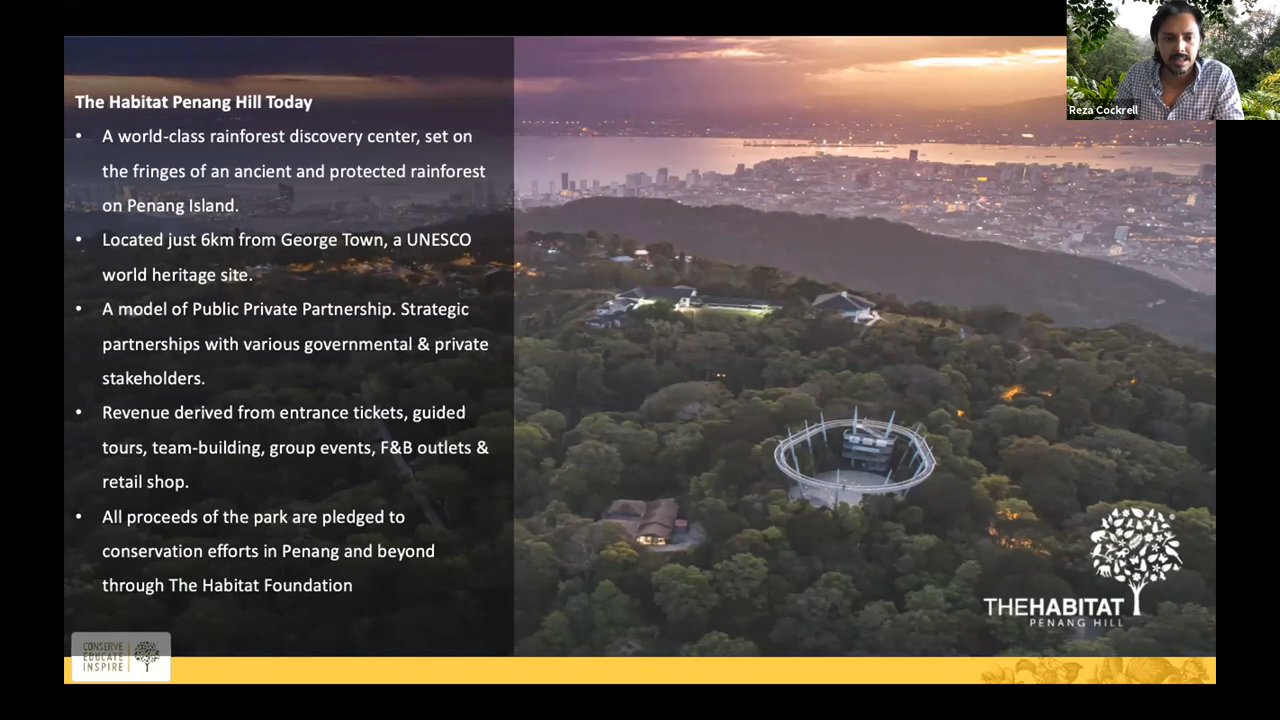 Reza Cockrell
The Habitat Penang Hill Today
• A world-class rainforest discovery center, set on
the fringes of an ancient and protected rainforest
on Penang Island.
• Located just 6km from George Town, a UNESCO
world heritage site.
• A model of Public Private Partnership. Strategic
partnerships with various governmental & private
stakeholders.
• Revenue derived from entrance tickets, guided
tours, team-building, group events, F&B outlets &
retail shop.
• All proceeds of the park are pledged to
conservation efforts in Penang and beyond
through The Habitat Foundation
THEHABITAT
PENANG HILL
CONSERVE
EDUCATE
INSPIRE